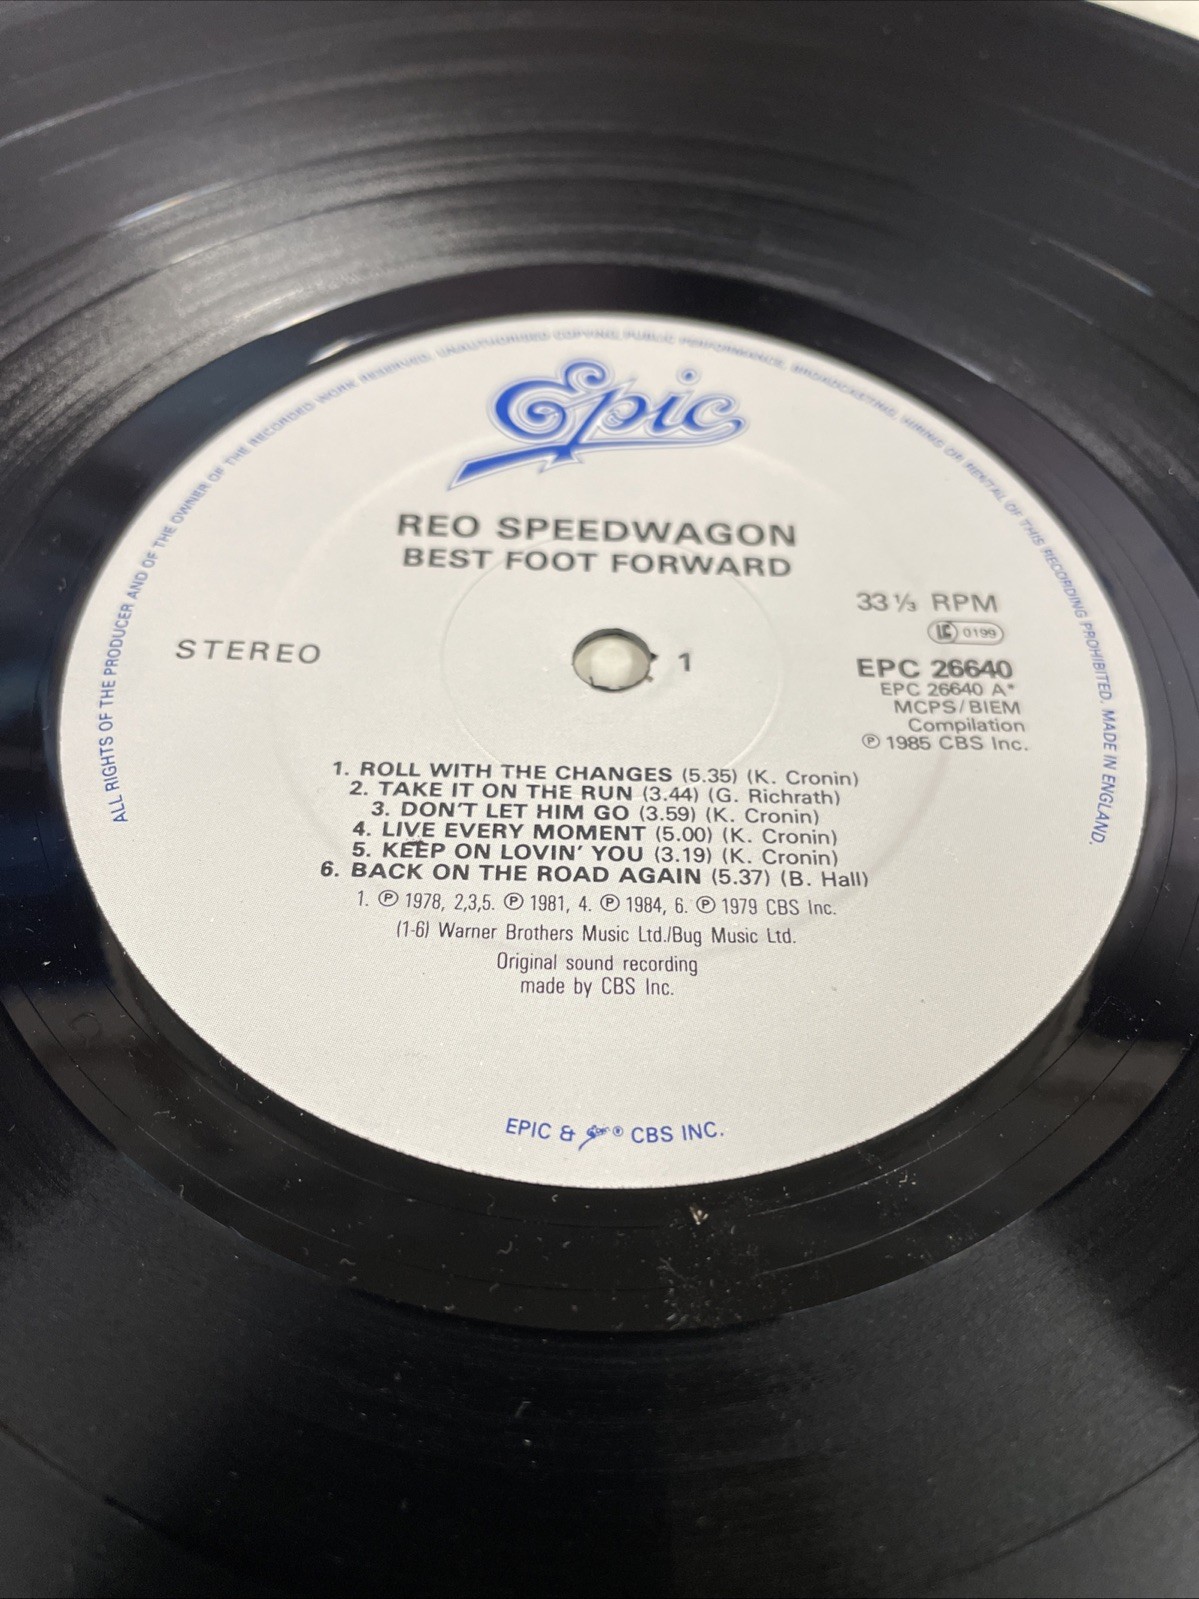 ALL RIGHTS OF THE PRODUCER AND OF THE OWNER OF THE RECORDED WORK RESERVED. UNAUTHORISED COPYING, PUBLIC PERFORMANCE, BROADCASTING, HIRING OR RENTAL OF THIS RECORDING PROHIBITED. MADE IN ENGLAND.
Epic
REO SPEEDWAGON
BEST FOOT FORWARD
33⅓ RPM
LC 0199
STEREO
1
EPC 26640
EPC 26640 A*
MCPS/BIEM
Compilation
℗ 1985 CBS Inc.
1. ROLL WITH THE CHANGES (5.35) (K. Cronin)
2. TAKE IT ON THE RUN (3.44) (G. Richrath)
3. DON'T LET HIM GO (3.59) (K. Cronin)
4. LIVE EVERY MOMENT (5.00) (K. Cronin)
5. KEEP ON LOVIN' YOU (3.19) (K. Cronin)
6. BACK ON THE ROAD AGAIN (5.37) (B. Hall)
1. ℗ 1978, 2,3,5. ℗ 1981, 4. ℗ 1984, 6. ℗ 1979 CBS Inc.
(1-6) Warner Brothers Music Ltd./Bug Music Ltd.
Original sound recording
made by CBS Inc.
EPIC & Epic ® CBS INC.